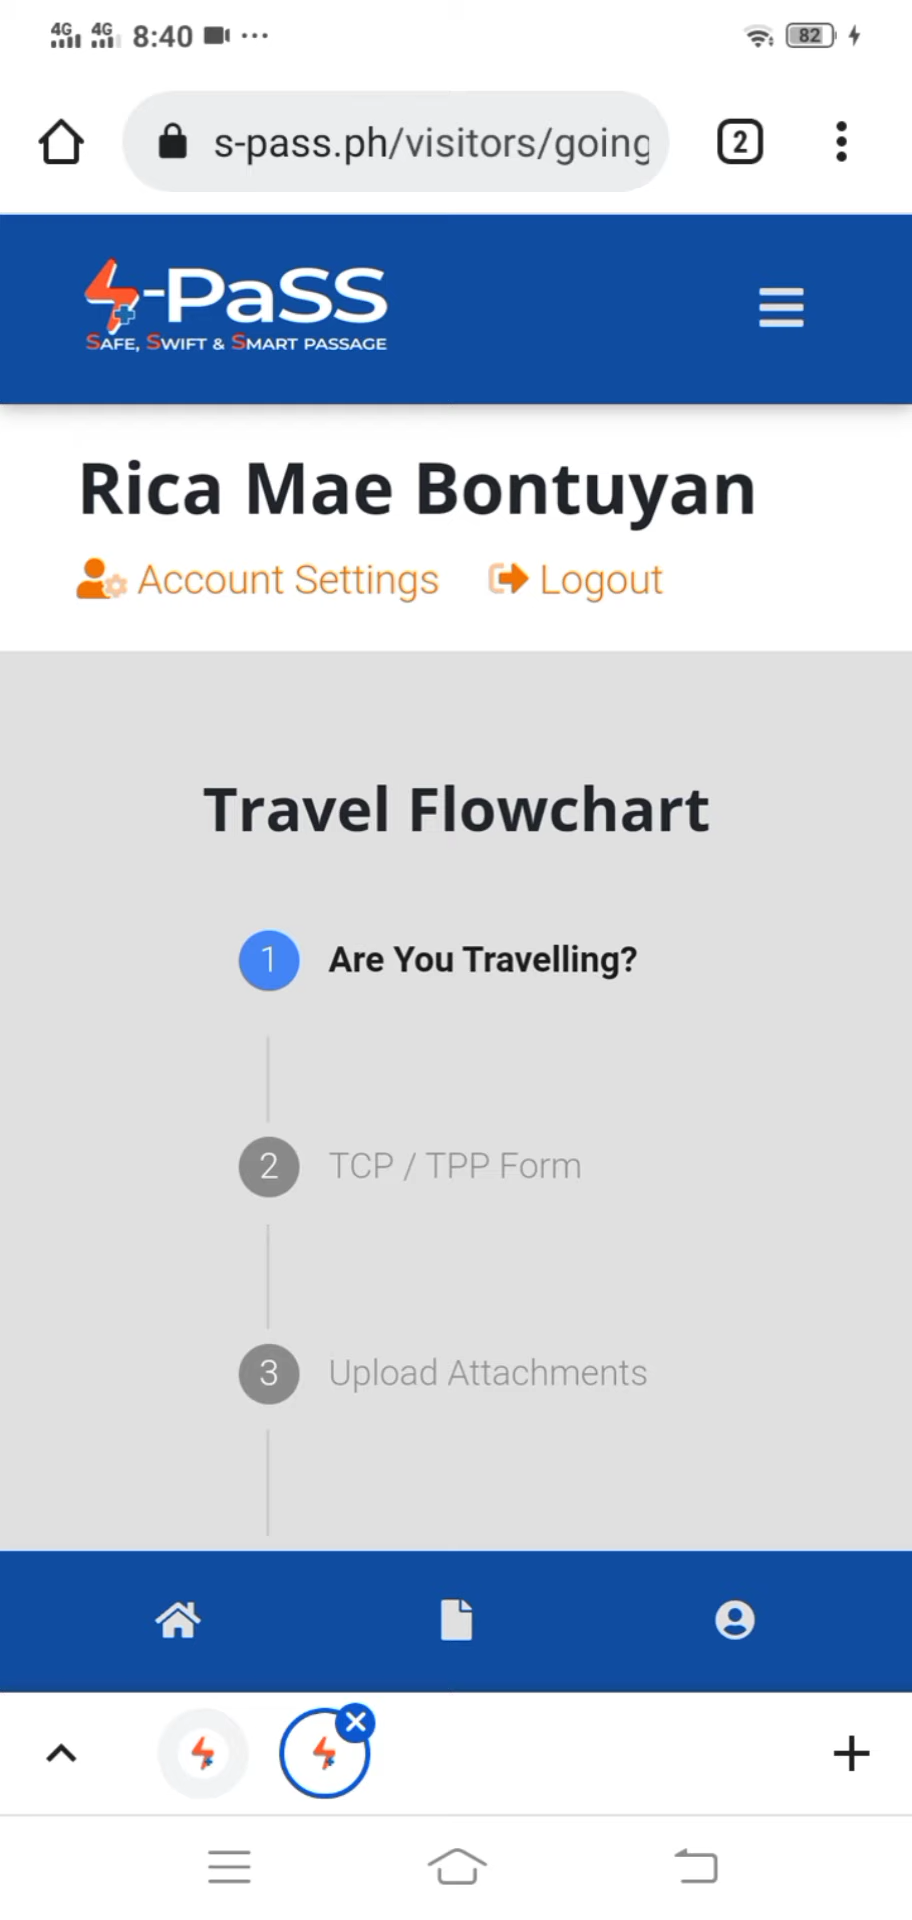 4G 4G 8:40 82
s-pass.ph/visitors/going
2
S-PaSS
SAFE, SWIFT & SMART PASSAGE
Rica Mae Bontuyan
Account Settings Logout
Travel Flowchart
1 Are You Travelling?
2 TCP / TPP Form
3 Upload Attachments